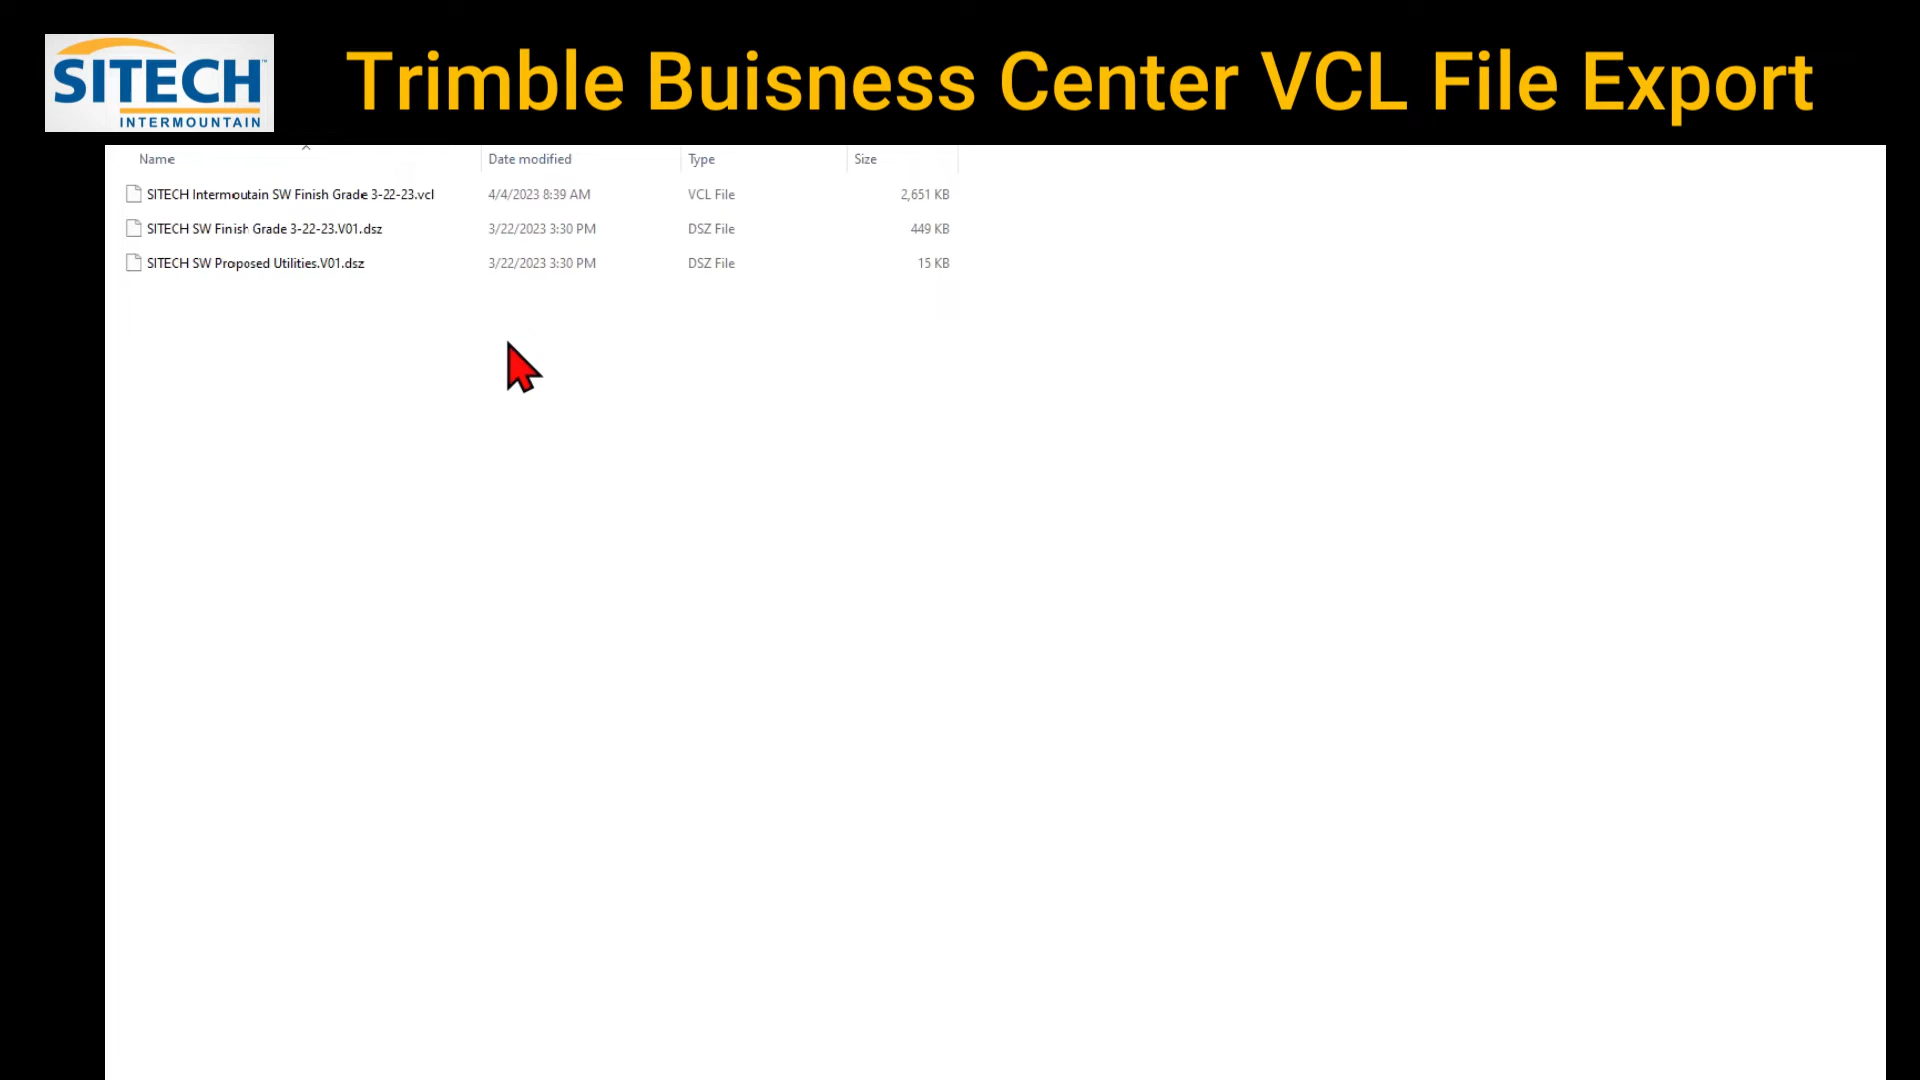 SITECH
INTERMOUNTAIN
Trimble Buisness Center VCL File Export
Name Date modified Type Size
SITECH Intermoutain SW Finish Grade 3-22-23.vcl 4/4/2023 8:39 AM VCL File 2,651 KB
SITECH SW Finish Grade 3-22-23.V01.dsz 3/22/2023 3:30 PM DSZ File 449 KB
SITECH SW Proposed Utilities.V01.dsz 3/22/2023 3:30 PM DSZ File 15 KB